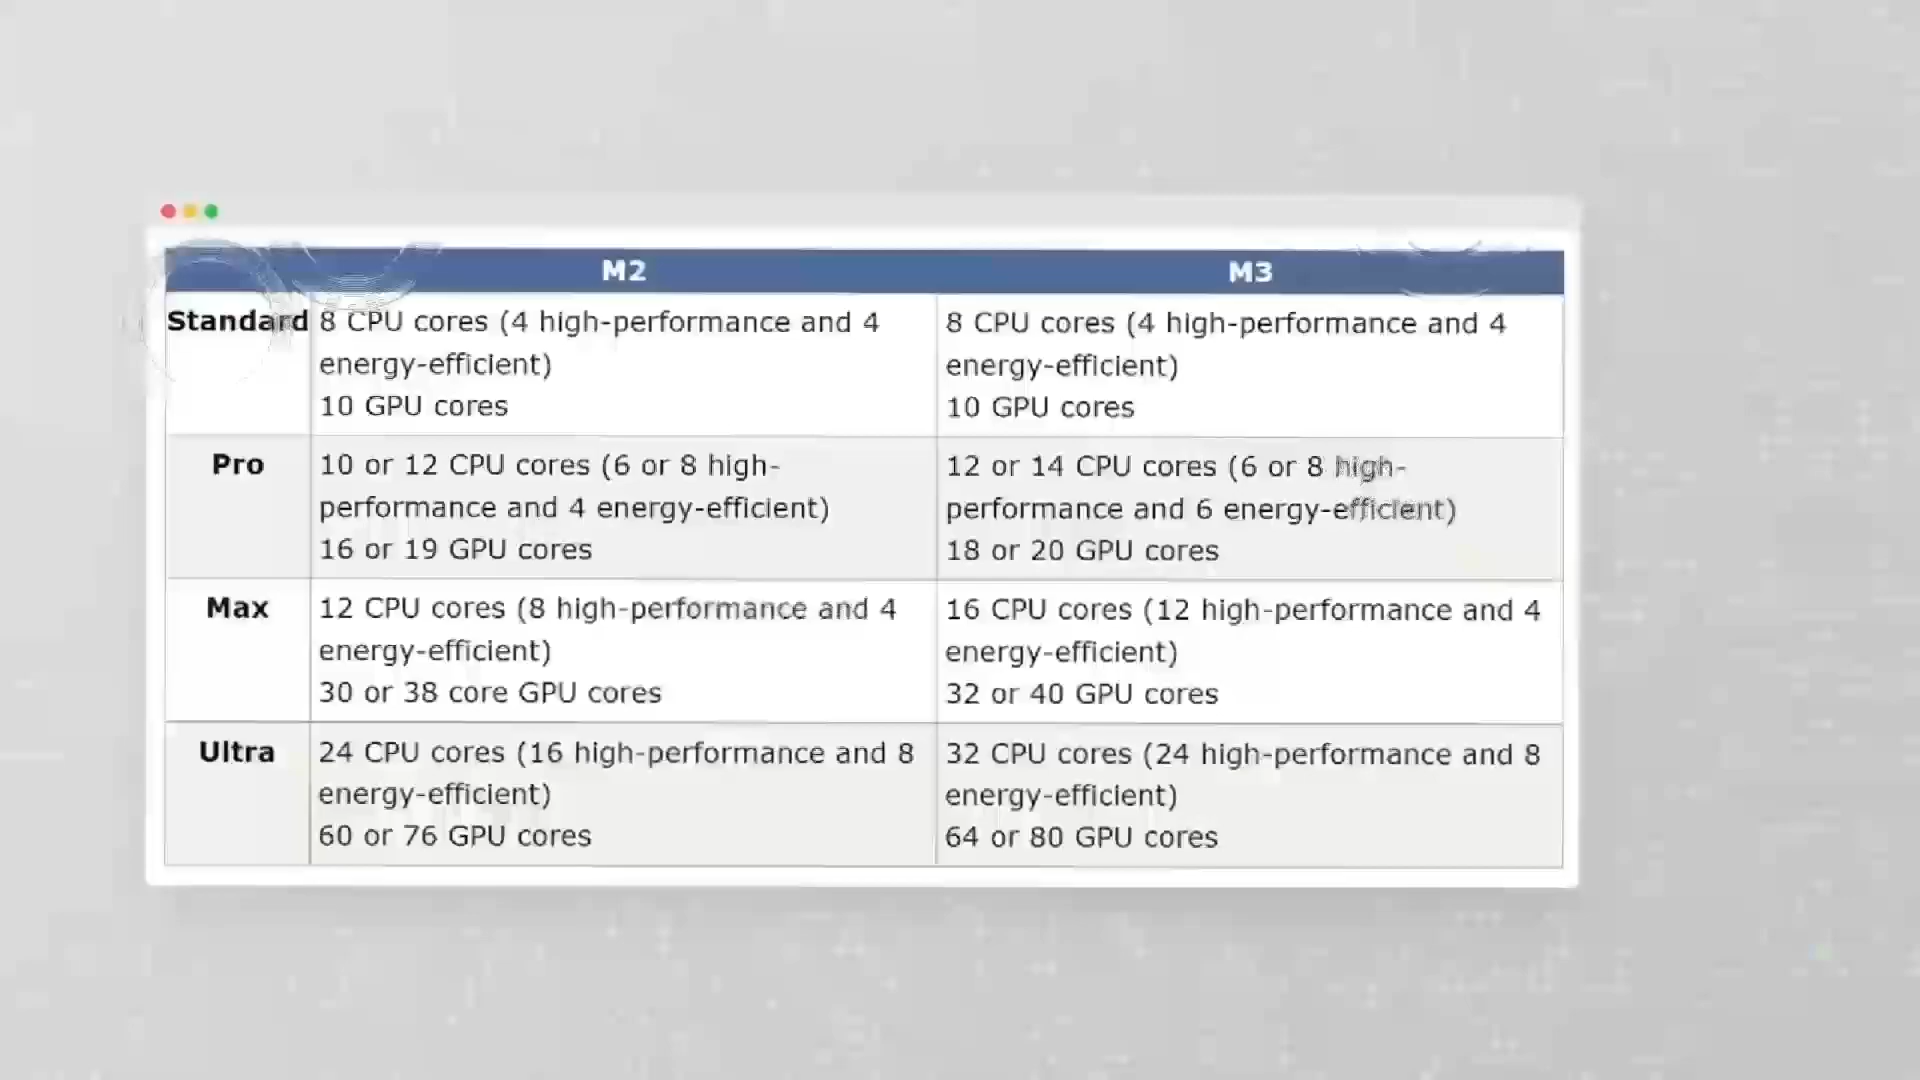 M2 M3
Standard 8 CPU cores (4 high-performance and 4 8 CPU cores (4 high-performance and 4
energy-efficient) energy-efficient)
10 GPU cores 10 GPU cores
Pro 10 or 12 CPU cores (6 or 8 high- 12 or 14 CPU cores (6 or 8 high-
performance and 4 energy-efficient) performance and 6 energy-efficient)
16 or 19 GPU cores 18 or 20 GPU cores
Max 12 CPU cores (8 high-performance and 4 16 CPU cores (12 high-performance and 4
energy-efficient) energy-efficient)
30 or 38 core GPU cores 32 or 40 GPU cores
Ultra 24 CPU cores (16 high-performance and 8 32 CPU cores (24 high-performance and 8
energy-efficient) energy-efficient)
60 or 76 GPU cores 64 or 80 GPU cores